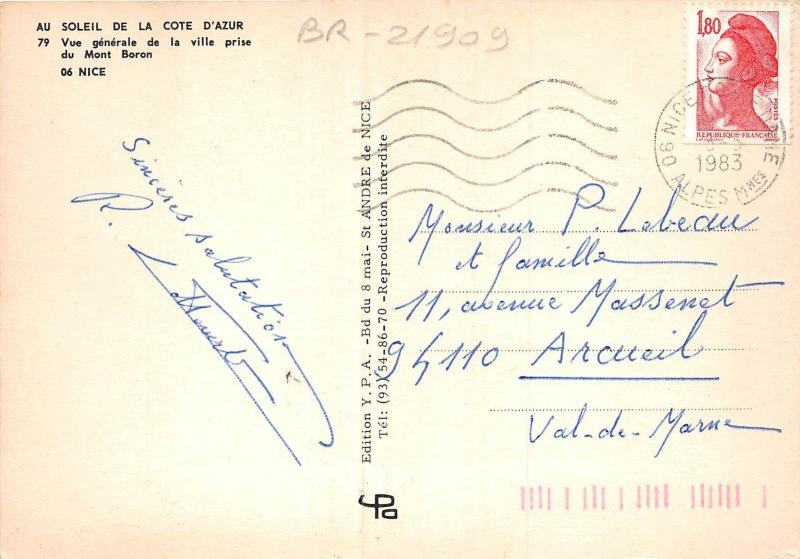 AU SOLEIL DE LA COTE D'AZUR
79 Vue générale de la ville prise
du Mont Boron
06 NICE
BR-21909
1,80
POSTES
REPUBLIQUE FRANÇAISE
06 NICE
1983
ALPES Mmes
Sincères salutations
R.
Edition Y.P.A. -Bd du 8 mai- St ANDRE de NICE
Tél: (93) 54-86-70 -Reproduction interdite
Monsieur P. Lebeau
et famille
11, avenue Massenet
94110 Arcueil
Val-de-Marne